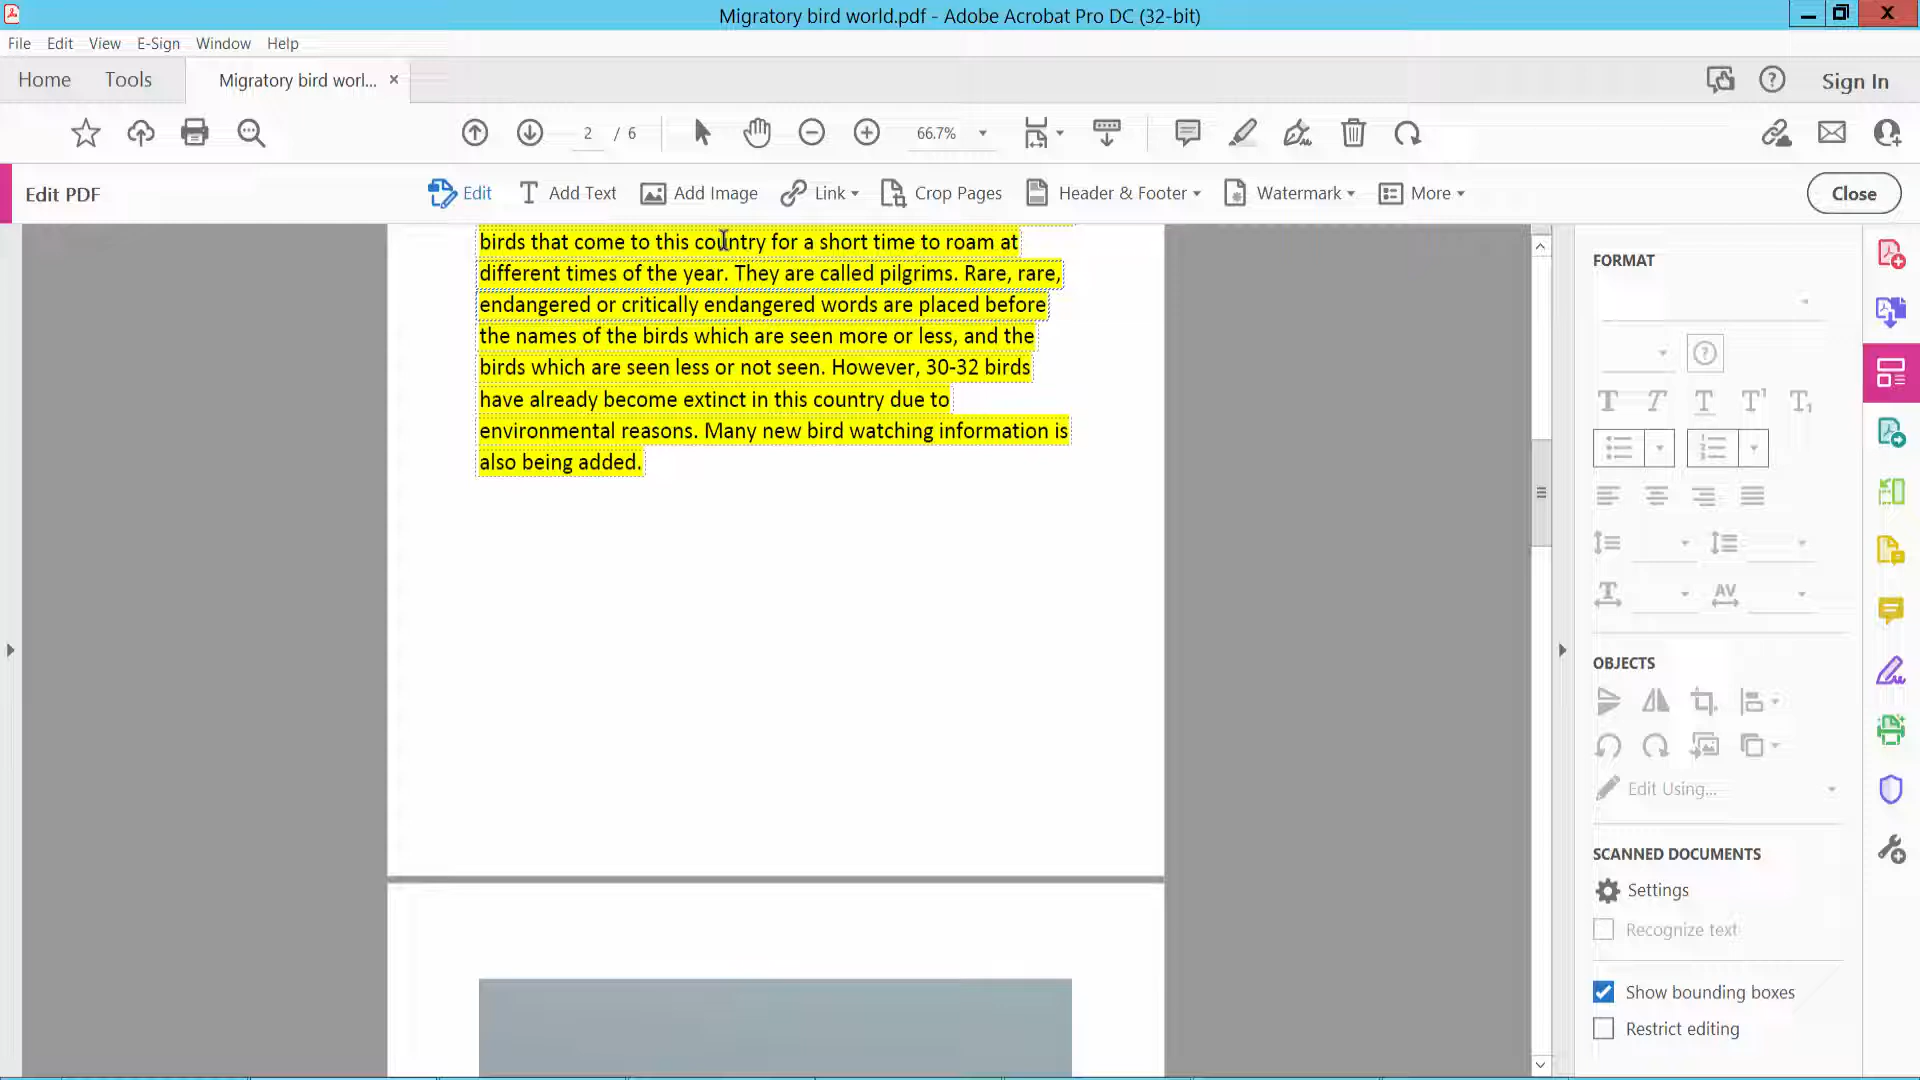 Migratory bird world.pdf - Adobe Acrobat Pro DC (32-bit)
File Edit View E-Sign Window Help
Home Tools Migratory bird worl... × Sign In
2 / 6 66.7%
Edit PDF Edit Add Text Add Image Link Crop Pages Header & Footer Watermark More Close
birds that come to this country for a short time to roam at
different times of the year. They are called pilgrims. Rare, rare,
endangered or critically endangered words are placed before
the names of the birds which are seen more or less, and the
birds which are seen less or not seen. However, 30-32 birds
have already become extinct in this country due to
environmental reasons. Many new bird watching information is
also being added.
FORMAT
OBJECTS
Edit Using...
SCANNED DOCUMENTS
Settings
Recognize text
Show bounding boxes
Restrict editing